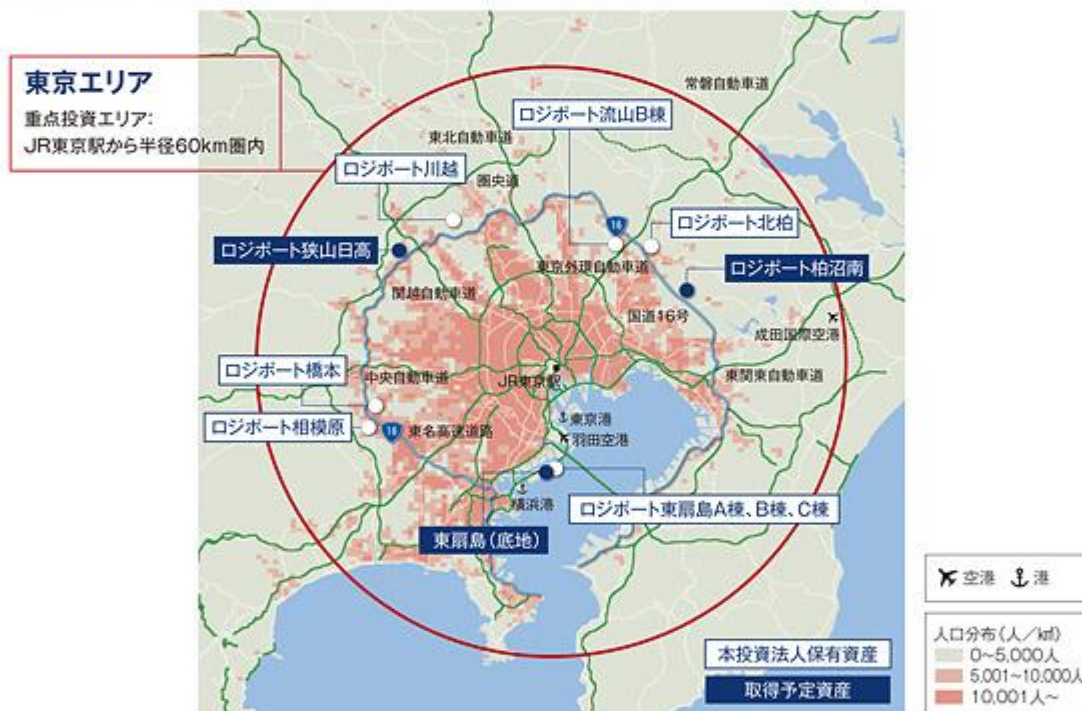 東京エリア
重点投資エリア:
JR東京駅から半径60km圏内
常磐自動車道
ロジポート流山B棟
東北自動車道
ロジポート川越
圏央道
16
ロジポート北柏
ロジポート狭山日高
東京外環自動車道
ロジポート柏沼南
関越自動車道
国道16号
成田国際空港
ロジポート橋本
中央自動車道
JR東京駅
東関東自動車道
東京港
ロジポート相模原
16
東名高速道路
羽田空港
横浜港
ロジポート東扇島A棟、B棟、C棟
東扇島(底地)
空港 港
本投資法人保有資産
取得予定資産
人口分布(人/㎢)
0~5,000人
5,001~10,000人
10,001人~